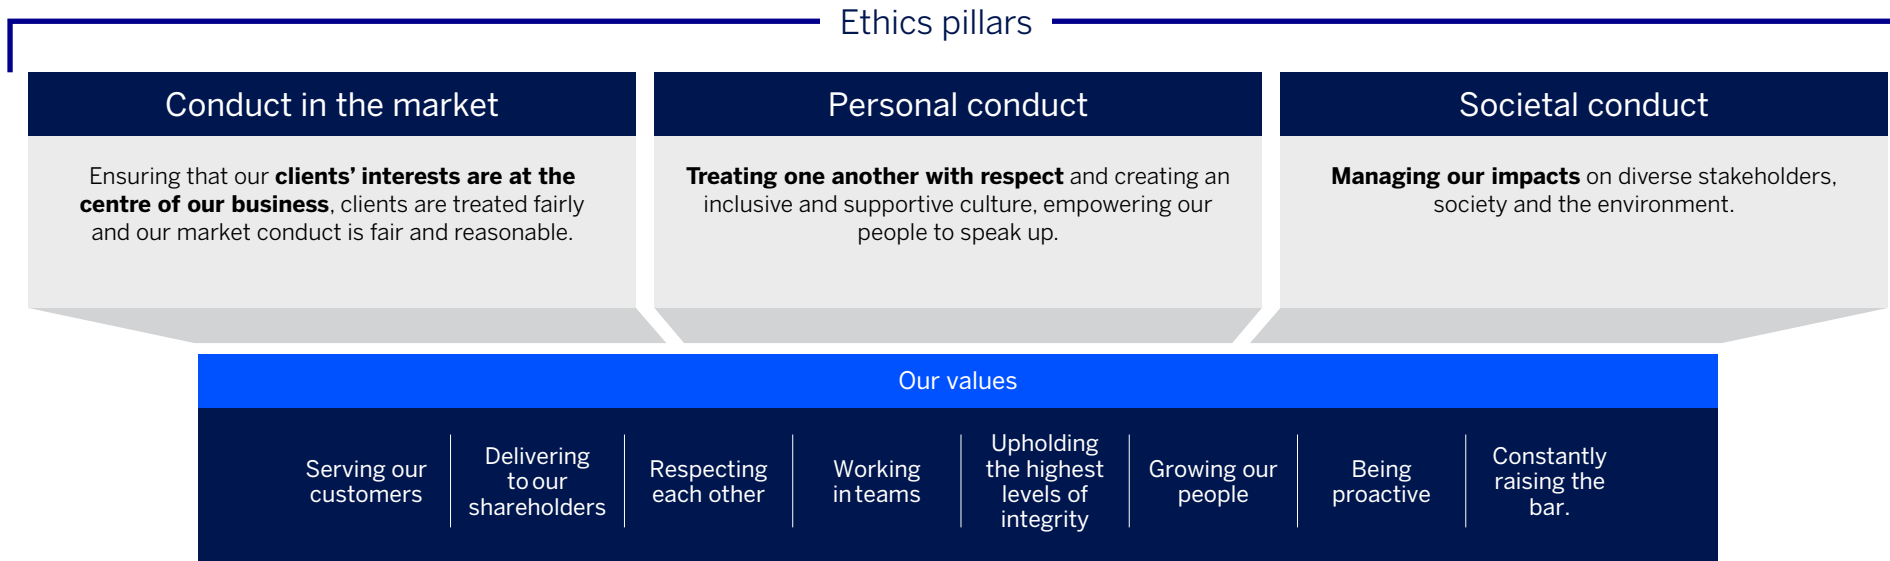 Ethics pillars
Conduct in the market
Ensuring that our clients’ interests are at the
centre of our business, clients are treated fairly
and our market conduct is fair and reasonable.
Personal conduct
Treating one another with respect and creating an
inclusive and supportive culture, empowering our
people to speak up.
Societal conduct
Managing our impacts on diverse stakeholders,
society and the environment.
Our values
Serving our
customers
Delivering
to our
shareholders
Respecting
each other
Working
in teams
Upholding
the highest
levels of
integrity
Growing our
people
Being
proactive
Constantly
raising the
bar.